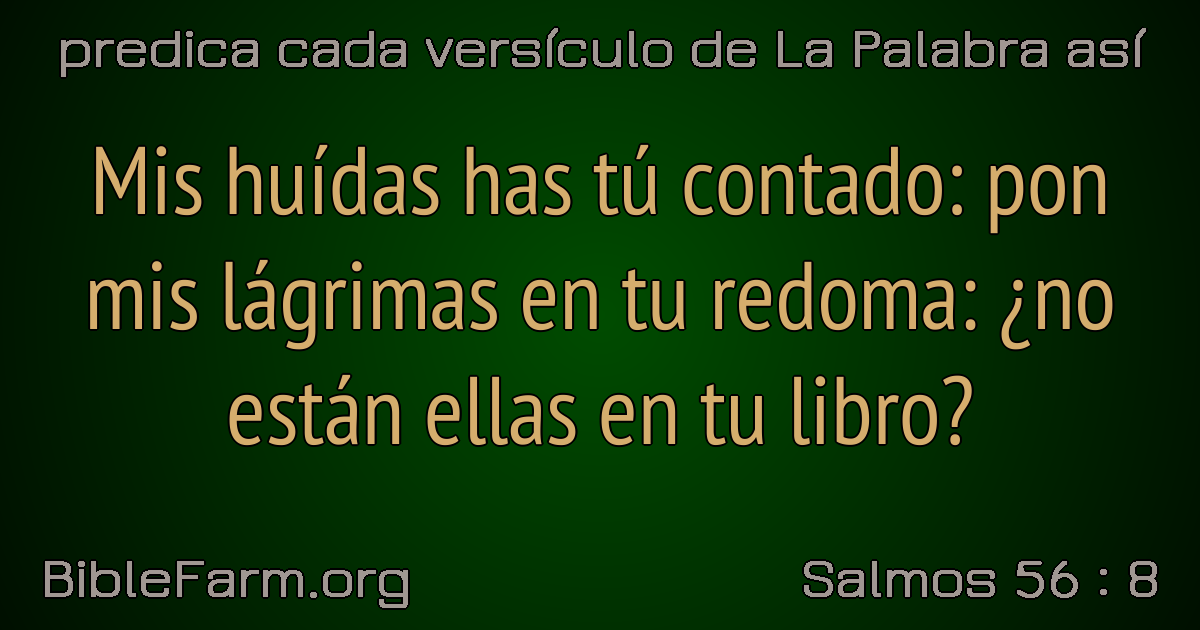 predica cada versículo de La Palabra así
Mis huídas has tú contado: pon
mis lágrimas en tu redoma: ¿no
están ellas en tu libro?
BibleFarm.org
Salmos 56 : 8